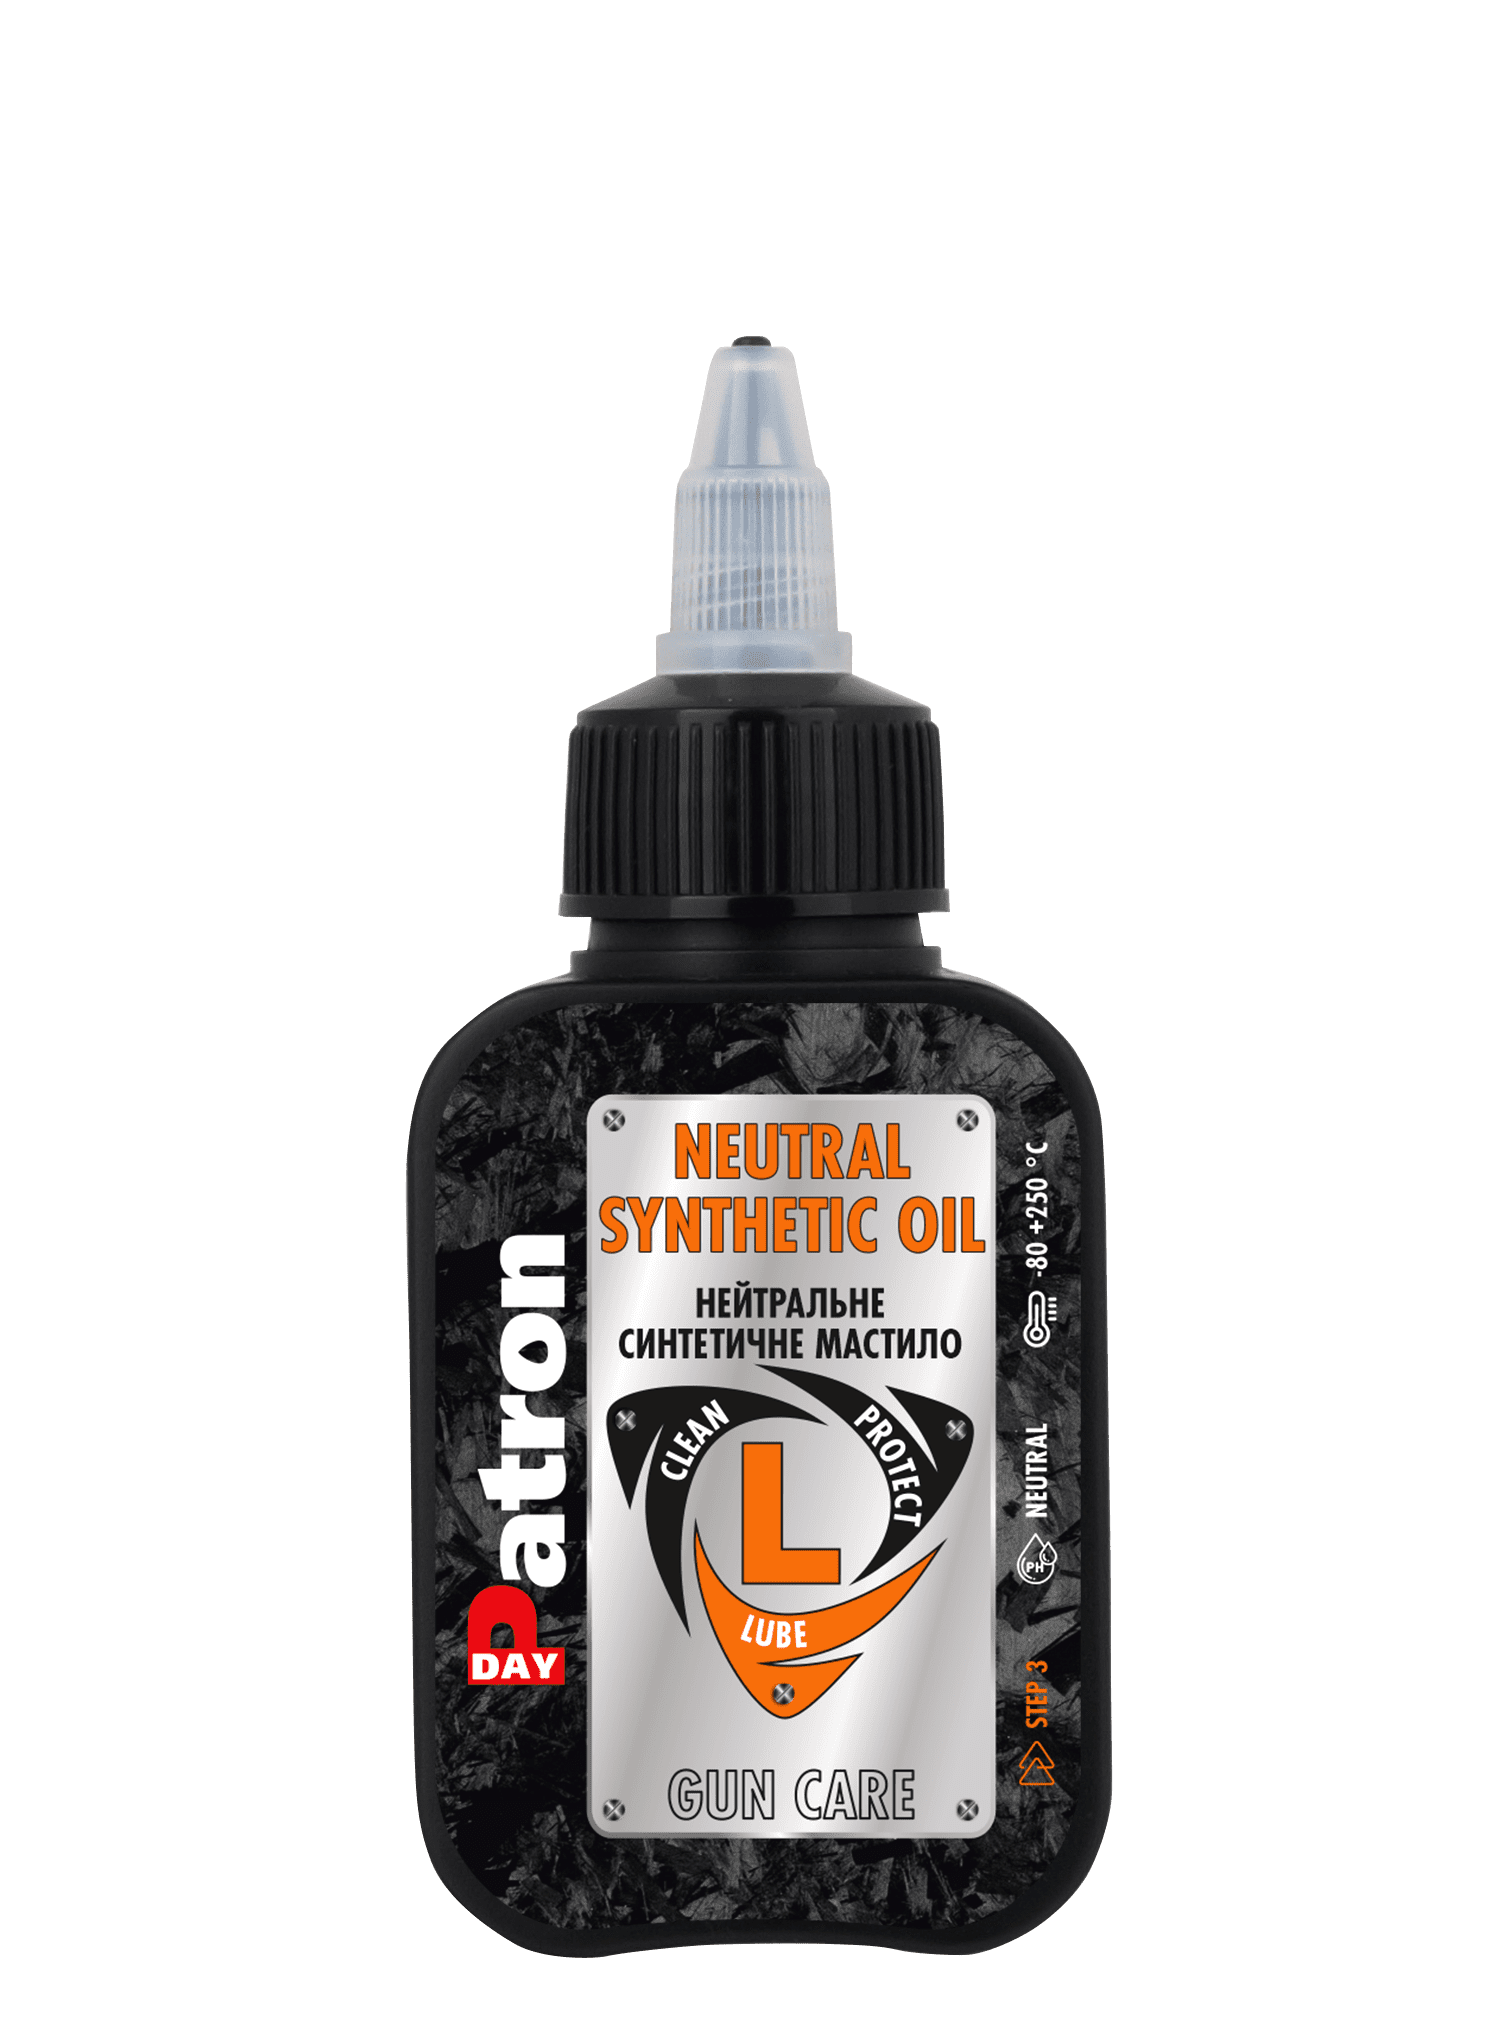 NEUTRAL
SYNTHETIC OIL
НЕЙТРАЛЬНЕ
СИНТЕТИЧНЕ МАСТИЛО
CLEAN
PROTECT
L
LUBE
GUN CARE
Patron
DAY
-80 +250 °C
PH
NEUTRAL
STEP 3